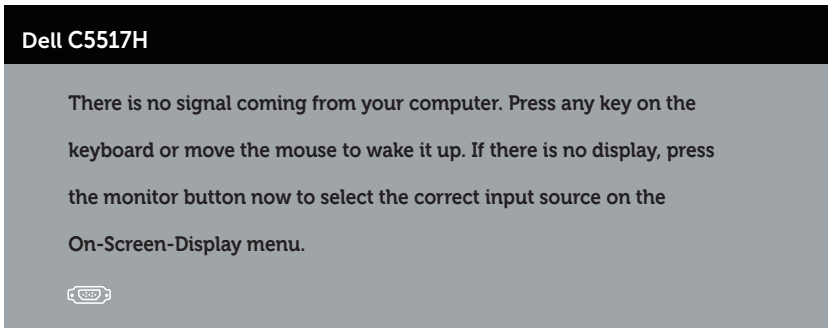 Dell C5517H
There is no signal coming from your computer. Press any key on the
keyboard or move the mouse to wake it up. If there is no display, press
the monitor button now to select the correct input source on the
On-Screen-Display menu.